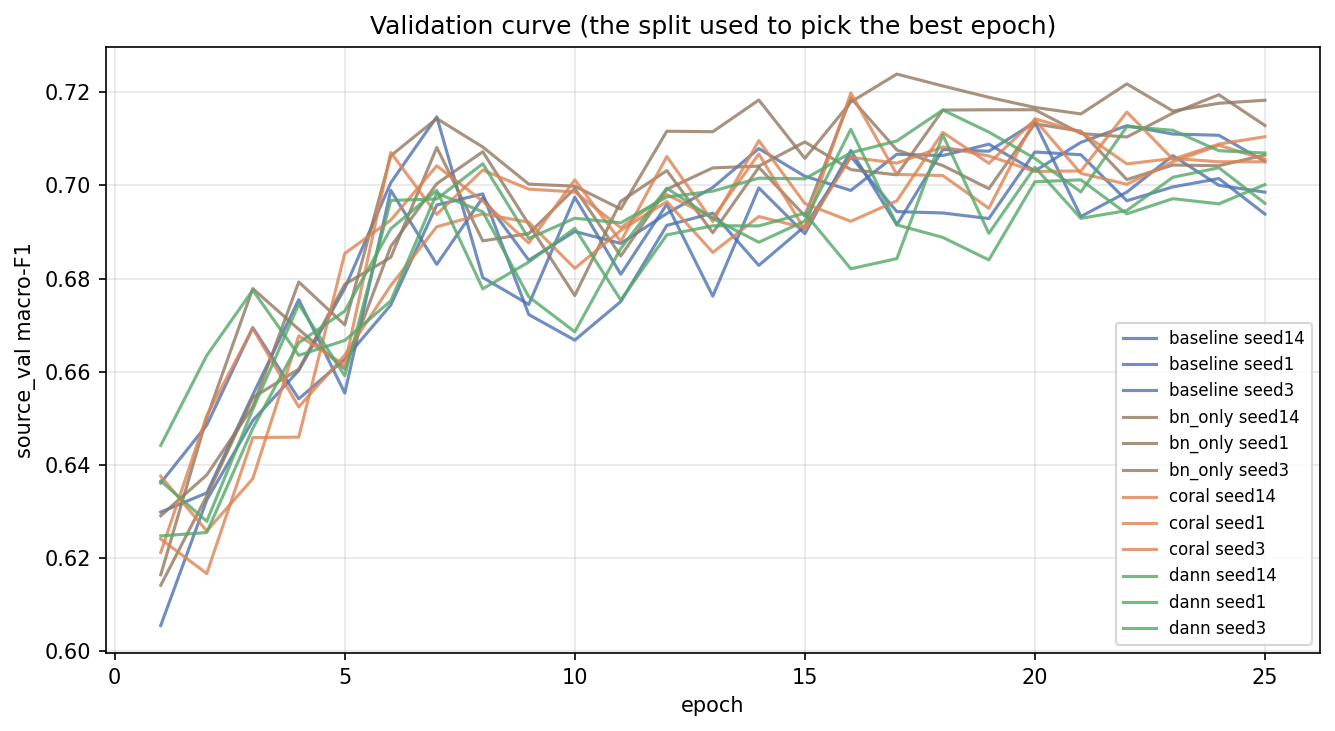 Validation curve (the split used to pick the best epoch)
source_val macro-F1
0.72
0.70
0.68
0.66
0.64
0.62
0.60
0
5
10
15
20
25
epoch
baseline seed14
baseline seed1
baseline seed3
bn_only seed14
bn_only seed1
bn_only seed3
coral seed14
coral seed1
coral seed3
dann seed14
dann seed1
dann seed3